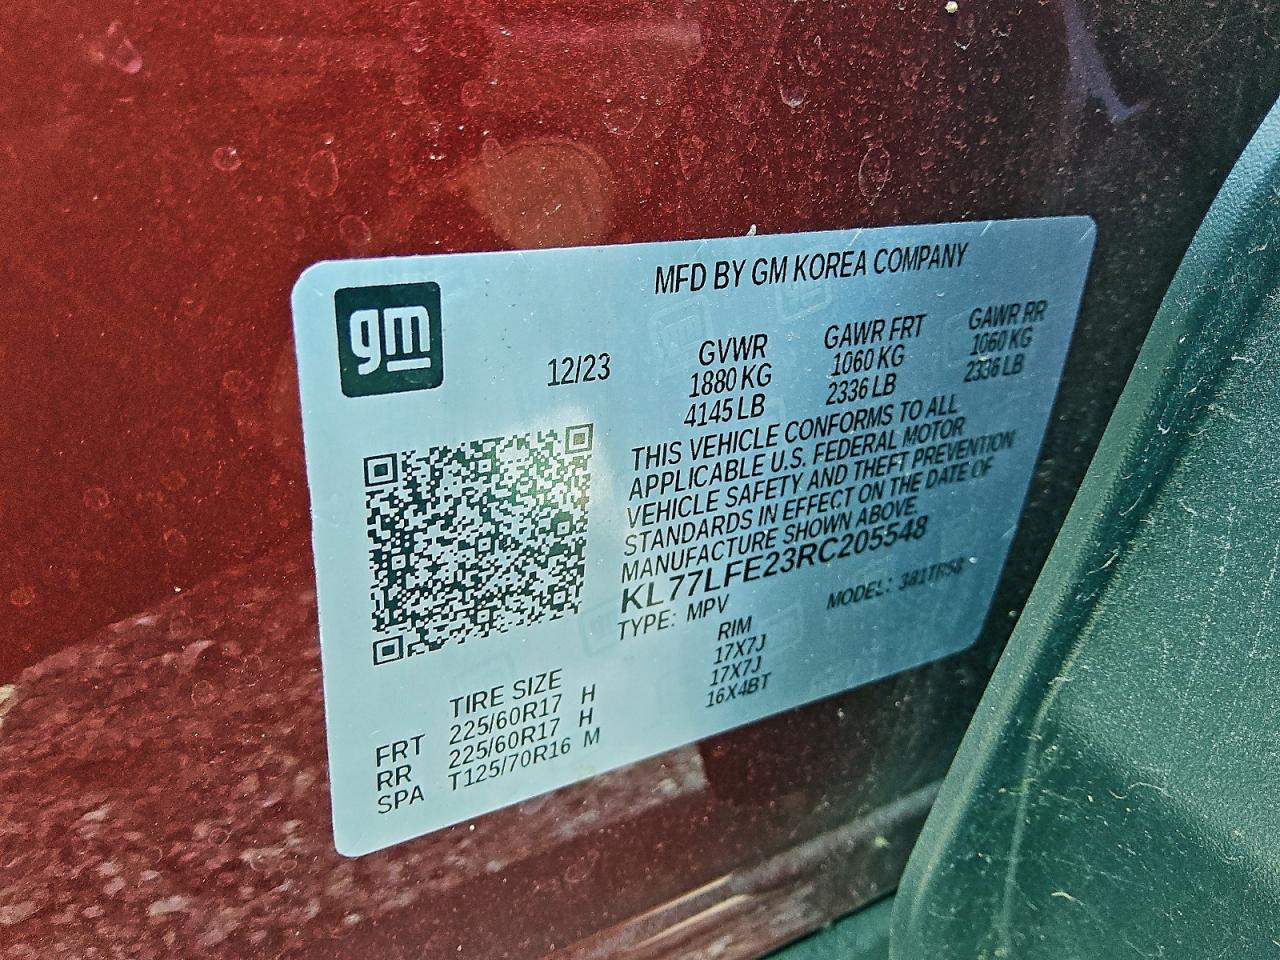 gm
MFD BY GM KOREA COMPANY
12/23
GVWR GAWR FRT GAWR RR
1880 KG 1060 KG 1060 KG
4145 LB 2336 LB 2336 LB
THIS VEHICLE CONFORMS TO ALL
APPLICABLE U.S. FEDERAL MOTOR
VEHICLE SAFETY AND THEFT PREVENTION
STANDARDS IN EFFECT ON THE DATE OF
MANUFACTURE SHOWN ABOVE.
KL77LFE23RC205548
TYPE: MPV MODEL:
TIRE SIZE RIM
FRT 225/60R17 H 17X7J
RR 225/60R17 H 17X7J
SPA T125/70R16 M 16X4BT